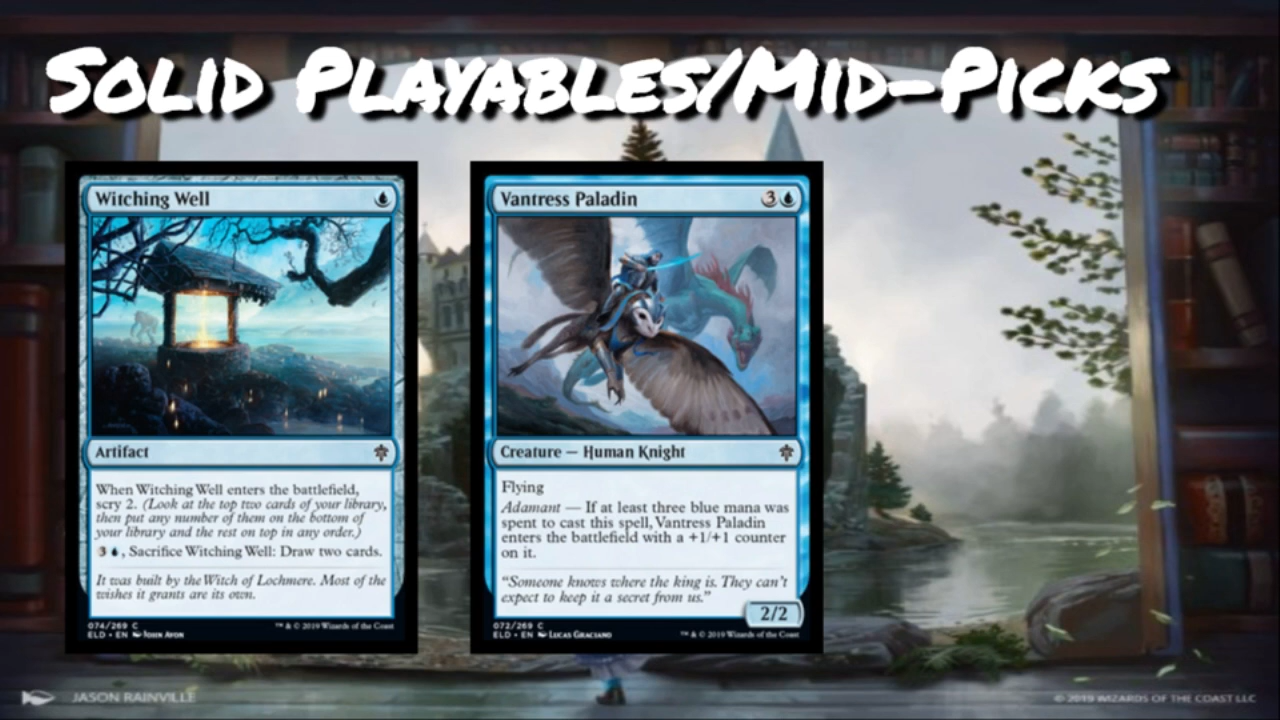 Solid Playables/Mid-Picks
Witching Well
Artifact
When Witching Well enters the battlefield,
scry 2. (Look at the top two cards of your library,
then put any number of them on the bottom of
your library and the rest on top in any order.)
3, Sacrifice Witching Well: Draw two cards.
It was built by the Witch of Lochmere. Most of the
wishes it grants are its own.
074/269 C
ELD • EN John Avon
™ & © 2019 Wizards of the Coast
Vantress Paladin 3
Creature — Human Knight
Flying
Adamant — If at least three blue mana was
spent to cast this spell, Vantress Paladin
enters the battlefield with a +1/+1 counter
on it.
“Someone knows where the king is. They can’t
expect to keep it a secret from us.”
2/2
072/269 C
ELD • EN Lucas Graciano
™ & © 2019 Wizards of the Coast
JASON RAINVILLE
© 2019 WIZARDS OF THE COAST LLC